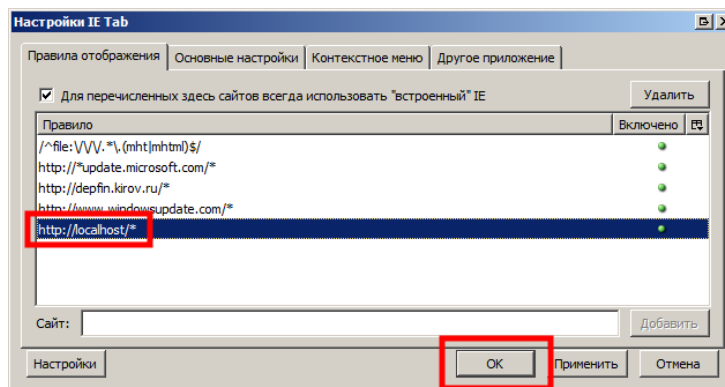 Настройки IE Tab
Правила отображения Основные настройки Контекстное меню Другое приложение
Для перечисленных здесь сайтов всегда использовать "встроенный" IE Удалить
Правило Включено
/^file:\/\/\/.*\.(mht|mhtml)$/
http://*update.microsoft.com/*
http://depfin.kirov.ru/*
http://www.windowsupdate.com/*
http://localhost/*
Сайт: Добавить
Настройки OK Применить Отмена